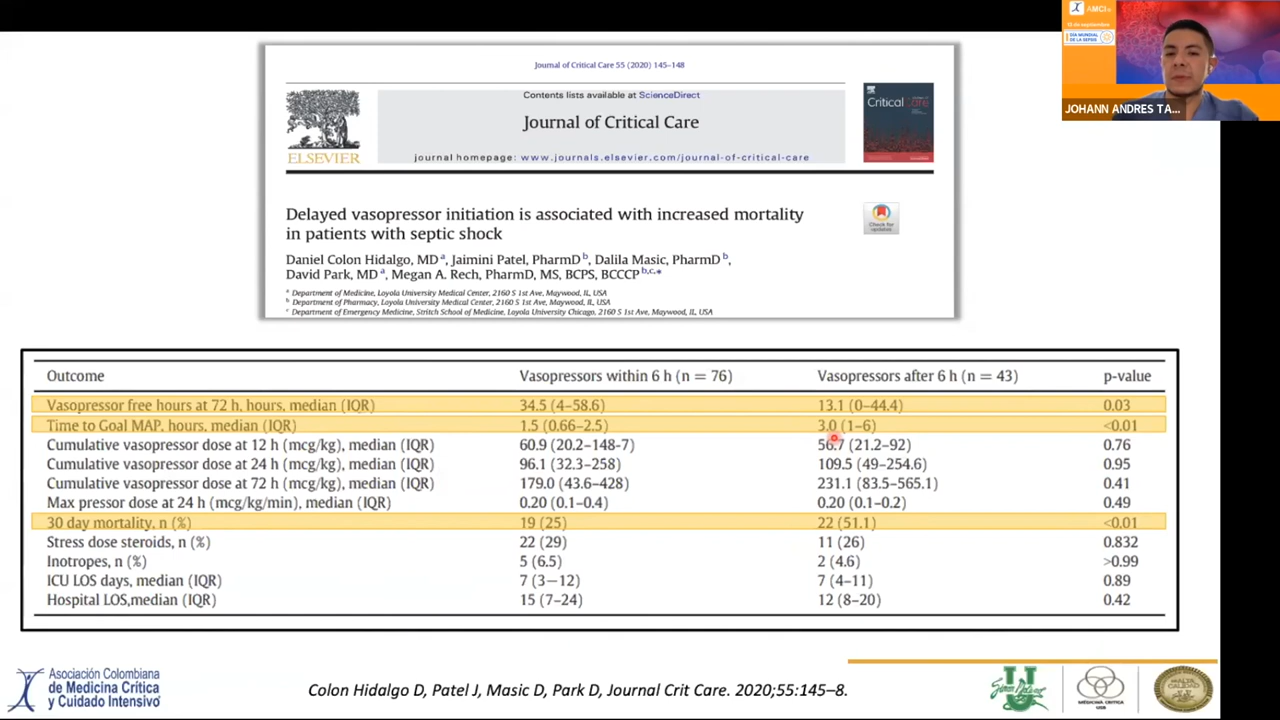 AMCI®
15 de septiembre
DÍA MUNDIAL
DE LA SEPSIS
JOHANN ANDRES TA...
Journal of Critical Care 55 (2020) 145–148
Contents lists available at ScienceDirect
Journal of Critical Care
ELSEVIER
journal homepage: www.journals.elsevier.com/journal-of-critical-care
Critical Care
Delayed vasopressor initiation is associated with increased mortality
in patients with septic shock
Check for
updates
Daniel Colon Hidalgo, MD a, Jaimini Patel, PharmD b, Dalila Masic, PharmD b,
David Park, MD a, Megan A. Rech, PharmD, MS, BCPS, BCCCP b,c,*
a Department of Medicine, Loyola University Medical Center, 2160 S 1st Ave, Maywood, IL, USA
b Department of Pharmacy, Loyola University Medical Center, 2160 S 1st Ave, Maywood, IL, USA
c Department of Emergency Medicine, Stritch School of Medicine, Loyola University Chicago, 2160 S 1st Ave, Maywood, IL, USA
Outcome Vasopressors within 6 h (n = 76) Vasopressors after 6 h (n = 43) p-value
Vasopressor free hours at 72 h, hours, median (IQR) 34.5 (4–58.6) 13.1 (0–44.4) 0.03
Time to Goal MAP, hours, median (IQR) 1.5 (0.66–2.5) 3.0 (1–6) <0.01
Cumulative vasopressor dose at 12 h (mcg/kg), median (IQR) 60.9 (20.2–148-7) 56.7 (21.2–92) 0.76
Cumulative vasopressor dose at 24 h (mcg/kg), median (IQR) 96.1 (32.3–258) 109.5 (49–254.6) 0.95
Cumulative vasopressor dose at 72 h (mcg/kg), median (IQR) 179.0 (43.6–428) 231.1 (83.5–565.1) 0.41
Max pressor dose at 24 h (mcg/kg/min), median (IQR) 0.20 (0.1–0.4) 0.20 (0.1–0.2) 0.49
30 day mortality, n (%) 19 (25) 22 (51.1) <0.01
Stress dose steroids, n (%) 22 (29) 11 (26) 0.832
Inotropes, n (%) 5 (6.5) 2 (4.6) >0.99
ICU LOS days, median (IQR) 7 (3—12) 7 (4–11) 0.89
Hospital LOS,median (IQR) 15 (7–24) 12 (8–20) 0.42
Asociación Colombiana
de Medicina Crítica
y Cuidado Intensivo
Colon Hidalgo D, Patel J, Masic D, Park D, Journal Crit Care. 2020;55:145–8.
MEDICINA CRITICA
USB